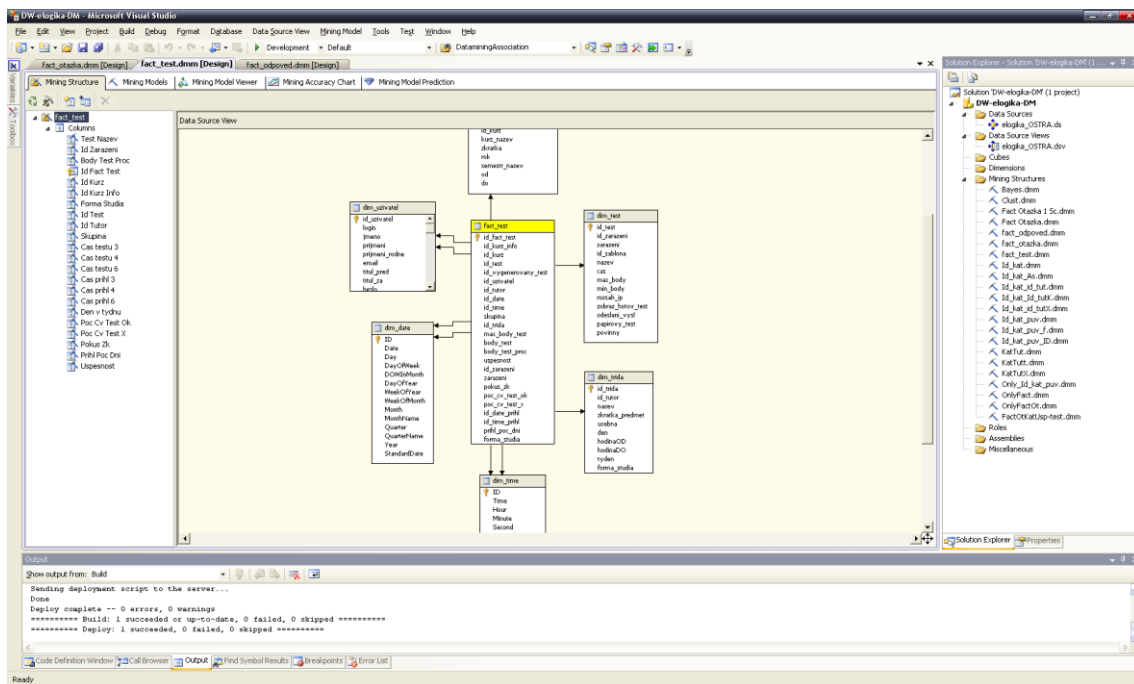 DW-elogika-DM - Microsoft Visual Studio
File Edit View Project Build Debug Format Database Data Source View Mining Model Tools Test Window Help
Development Default DataminingAssociation
fact_otazka.dmm [Design] fact_test.dmm [Design] fact_odpoved.dmm [Design]
Mining Structure Mining Models Mining Model Viewer Mining Accuracy Chart Mining Model Prediction
Variables
Toolbox
fact_test
Columns
Test Nazev
Id Zarazeni
Body Test Proc
Id Fact Test
Id Kurz
Id Kurz Info
Forma Studia
Id Test
Id Tutor
Skupina
Cas testu 3
Cas testu 4
Cas testu 6
Cas prihl 3
Cas prihl 4
Cas prihl 6
Den v tydnu
Poc Cv Test Ok
Poc Cv Test X
Pokus Zk
Prihl Poc Dni
Uspesnost
Data Source View
id_kurz
kurz_nazev
zkratka
rok
semestr_nazev
od
do
dim_uzivatel
id_uzivatel
login
jmeno
prijmeni
prijmeni_rodne
email
titul_pred
titul_za
heslo
fact_test
id_fact_test
id_kurz_info
id_kurz
id_test
id_vygenerovany_test
id_uzivatel
id_tutor
id_date
id_time
skupina
id_trida
max_body_test
body_test
body_test_proc
uspesnost
id_zarazeni
zarazeni
pokus_zk
poc_cv_test_ok
poc_cv_test_x
id_date_prihl
id_time_prihl
prihl_poc_dni
forma_studia
dim_test
id_test
id_zarazeni
zarazeni
id_sablona
nazev
cas
max_body
min_body
rozsah_ip
zobraz_hotov_test
odeslani_vysl
papirovy_test
povinny
dim_date
ID
Date
Day
DayOfWeek
DOWInMonth
DayOfYear
WeekOfYear
WeekOfMonth
Month
MonthName
Quarter
QuarterName
Year
StandardDate
dim_trida
id_trida
id_tutor
nazev
zkratka_predmet
ucebna
den
hodinaOD
hodinaDO
tyden
forma_studia
dim_time
ID
Time
Hour
Minute
Second
Solution Explorer - Solution 'DW-elogika-DM' (1 ...
Solution 'DW-elogika-DM' (1 project)
DW-elogika-DM
Data Sources
elogika_OSTRA.ds
Data Source Views
elogika_OSTRA.dsv
Cubes
Dimensions
Mining Structures
Bayes.dmm
Clust.dmm
Fact Otazka 1 Sc.dmm
Fact Otazka.dmm
fact_odpoved.dmm
fact_otazka.dmm
fact_test.dmm
Id_kat.dmm
Id_kat_As.dmm
Id_kat_id_tut.dmm
Id_kat_Id_tutK.dmm
Id_kat_id_tutX.dmm
Id_kat_puv.dmm
Id_kat_puv_f.dmm
Id_kat_puv_ID.dmm
KatTut.dmm
KatTutt.dmm
KatTutX.dmm
Only_Id_kat_puv.dmm
OnlyFact.dmm
OnlyFactOt.dmm
FactOtKatUsp-test.dmm
Roles
Assemblies
Miscellaneous
Solution Explorer Properties
Output
Show output from: Build
Sending deployment script to the server...
Done
Deploy complete -- 0 errors, 0 warnings
========== Build: 1 succeeded or up-to-date, 0 failed, 0 skipped ==========
========== Deploy: 1 succeeded, 0 failed, 0 skipped ==========
Code Definition Window Call Browser Output Find Symbol Results Breakpoints Error List
Ready